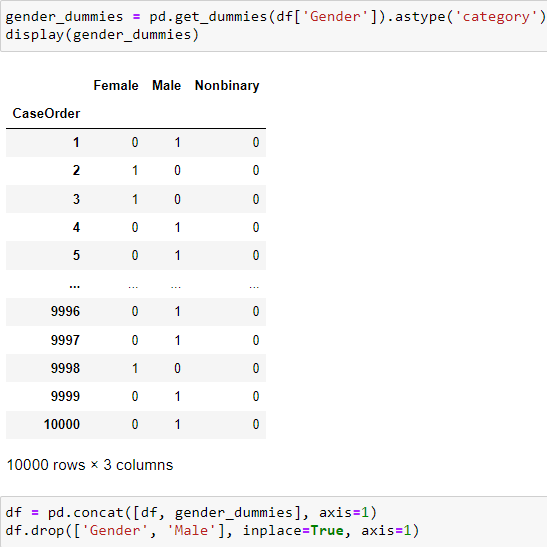 gender_dummies = pd.get_dummies(df['Gender']).astype('category')
display(gender_dummies)
Female Male Nonbinary
CaseOrder
1 0 1 0
2 1 0 0
3 1 0 0
4 0 1 0
5 0 1 0
... ... ... ...
9996 0 1 0
9997 0 1 0
9998 1 0 0
9999 0 1 0
10000 0 1 0
10000 rows × 3 columns
df = pd.concat([df, gender_dummies], axis=1)
df.drop(['Gender', 'Male'], inplace=True, axis=1)